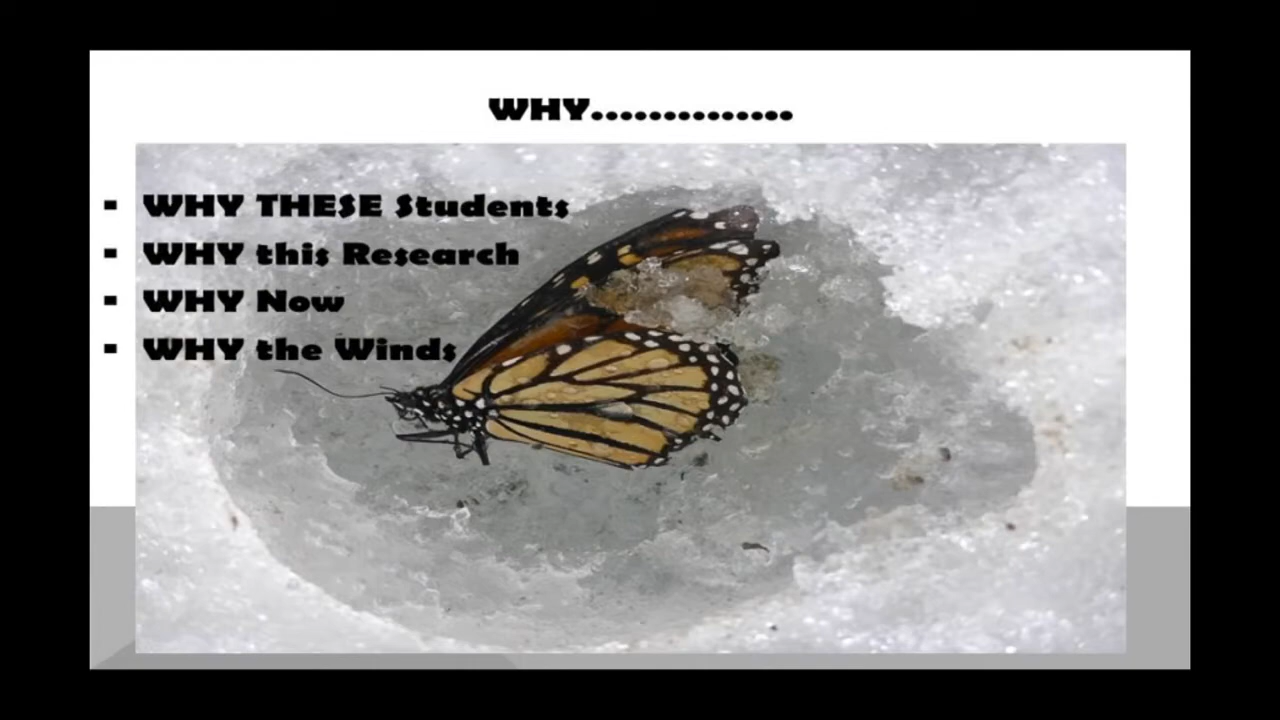 WHY..............
▪ WHY THESE Students
▪ WHY this Research
▪ WHY Now
▪ WHY the Winds